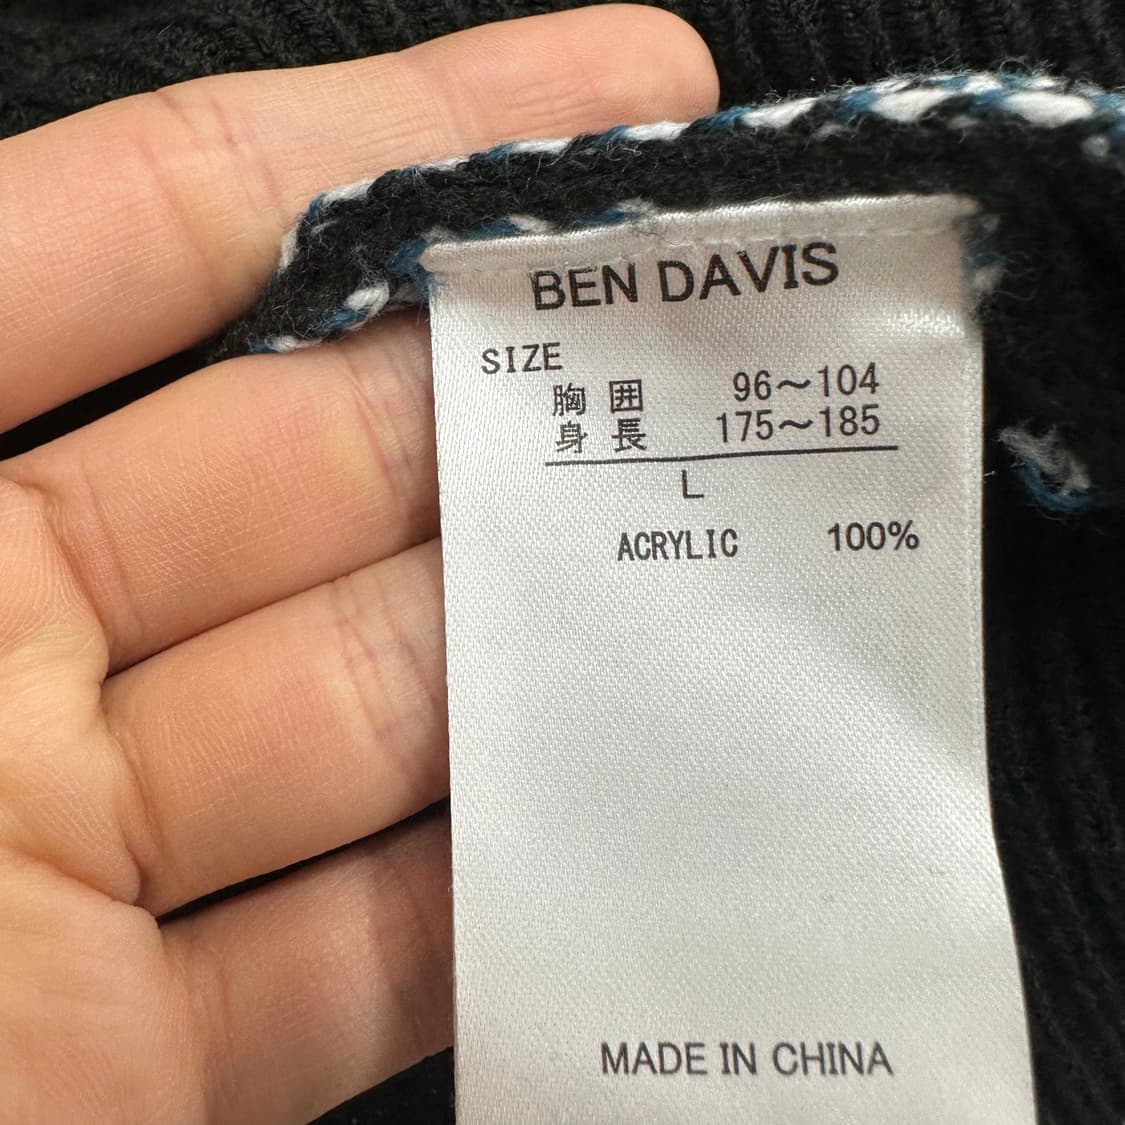 BEN DAVIS
SIZE
胸囲 96～104
身長 175～185
L
ACRYLIC 100%
MADE IN CHINA